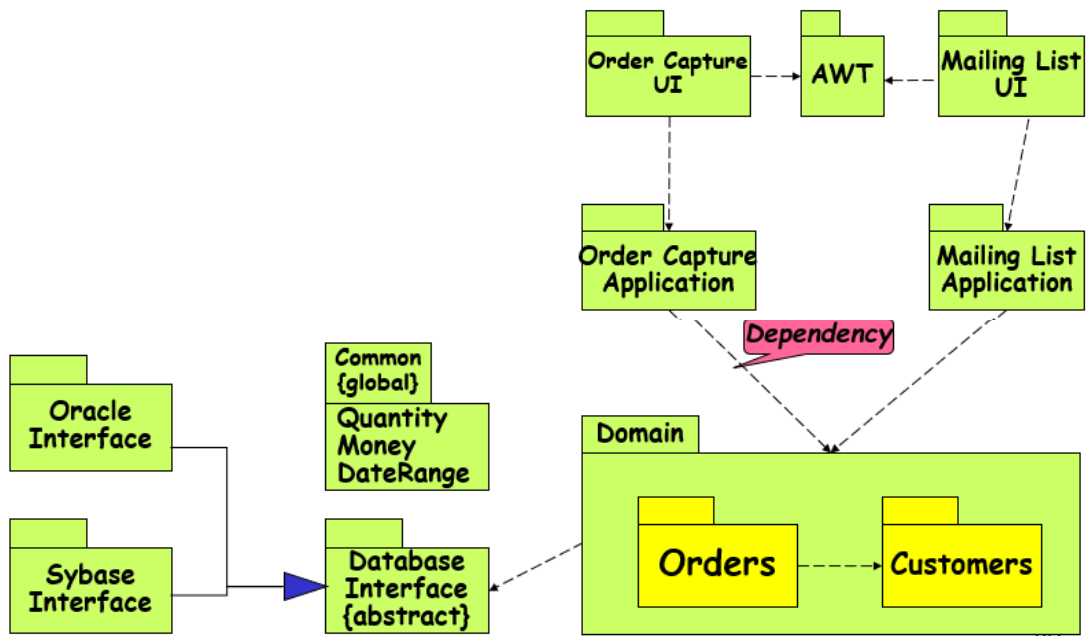 Order Capture
UI
AWT
Mailing List
UI
Order Capture
Application
Mailing List
Application
Dependency
Oracle
Interface
Common
{global}
Quantity
Money
DateRange
Domain
Orders
Customers
Sybase
Interface
Database
Interface
{abstract}